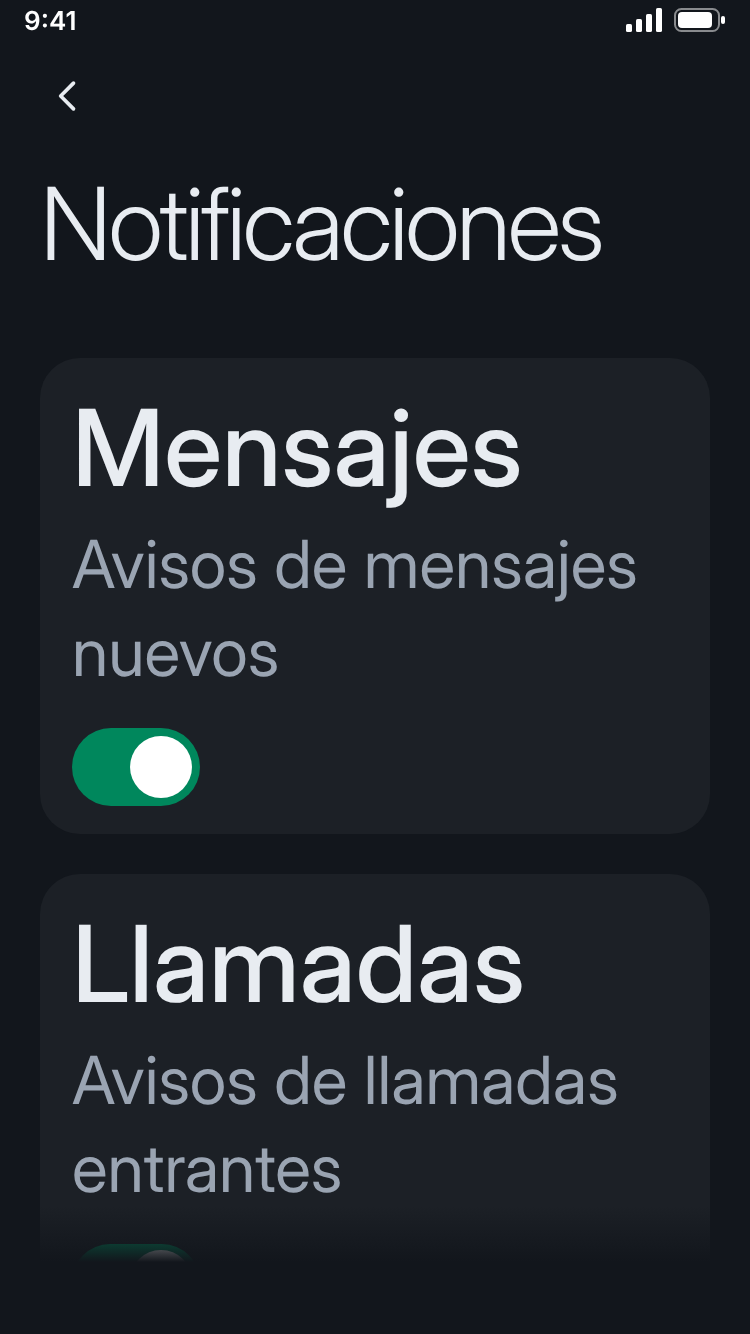 9:41
Notificaciones
Mensajes
Avisos de mensajes
nuevos
Llamadas
Avisos de llamadas
entrantes